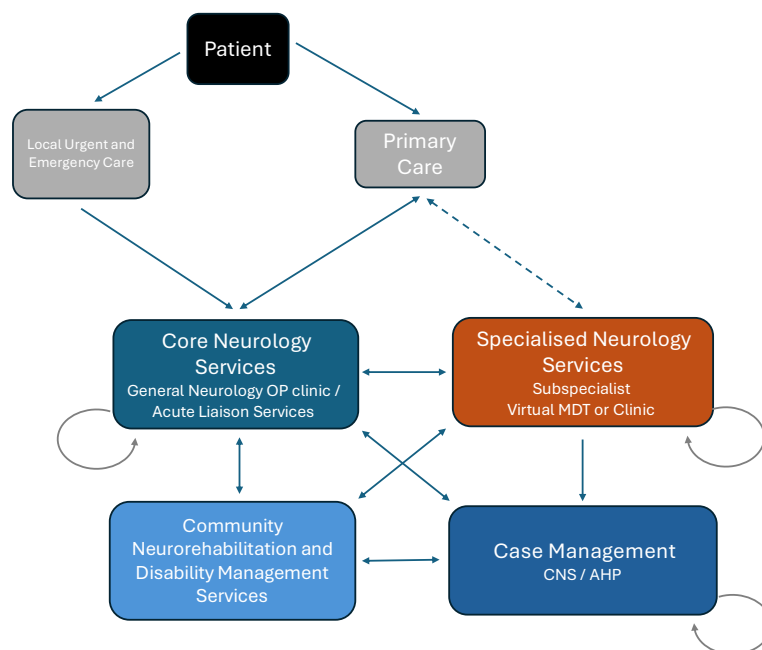 Patient
Local Urgent and
Emergency Care
Primary
Care
Core Neurology
Services
General Neurology OP clinic /
Acute Liaison Services
Specialised Neurology
Services
Subspecialist
Virtual MDT or Clinic
Community
Neurorehabilitation and
Disability Management
Services
Case Management
CNS / AHP